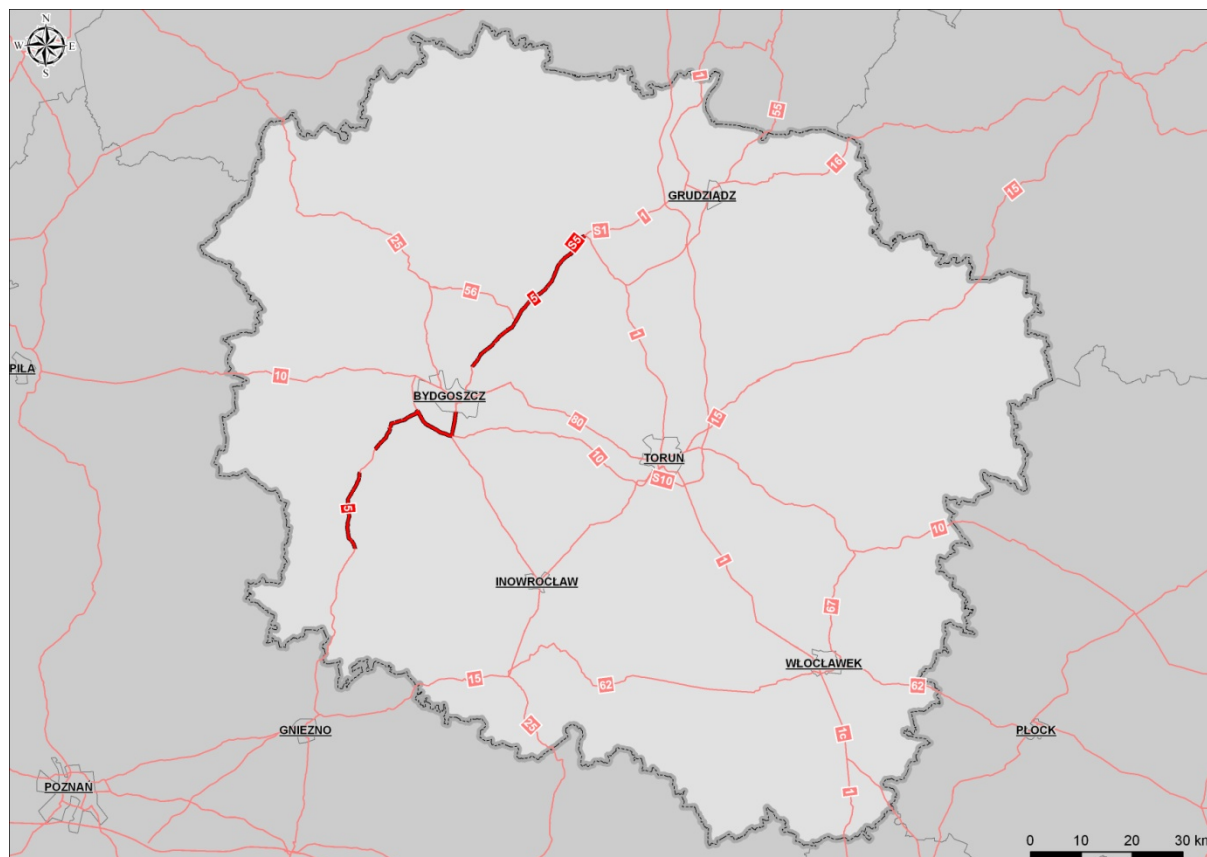 N
W E
S
1
55
16
GRUDZIĄDZ
15
S1
1
S5
25
56
5
1
PIŁA
10
BYDGOSZCZ
80
15
10
TORUŃ
S10
5
10
1
INOWROCŁAW
67
WŁOCŁAWEK
15
62
62
25
GNIEZNO
PŁOCK
1c
POZNAŃ
1
0 10 20 30 km